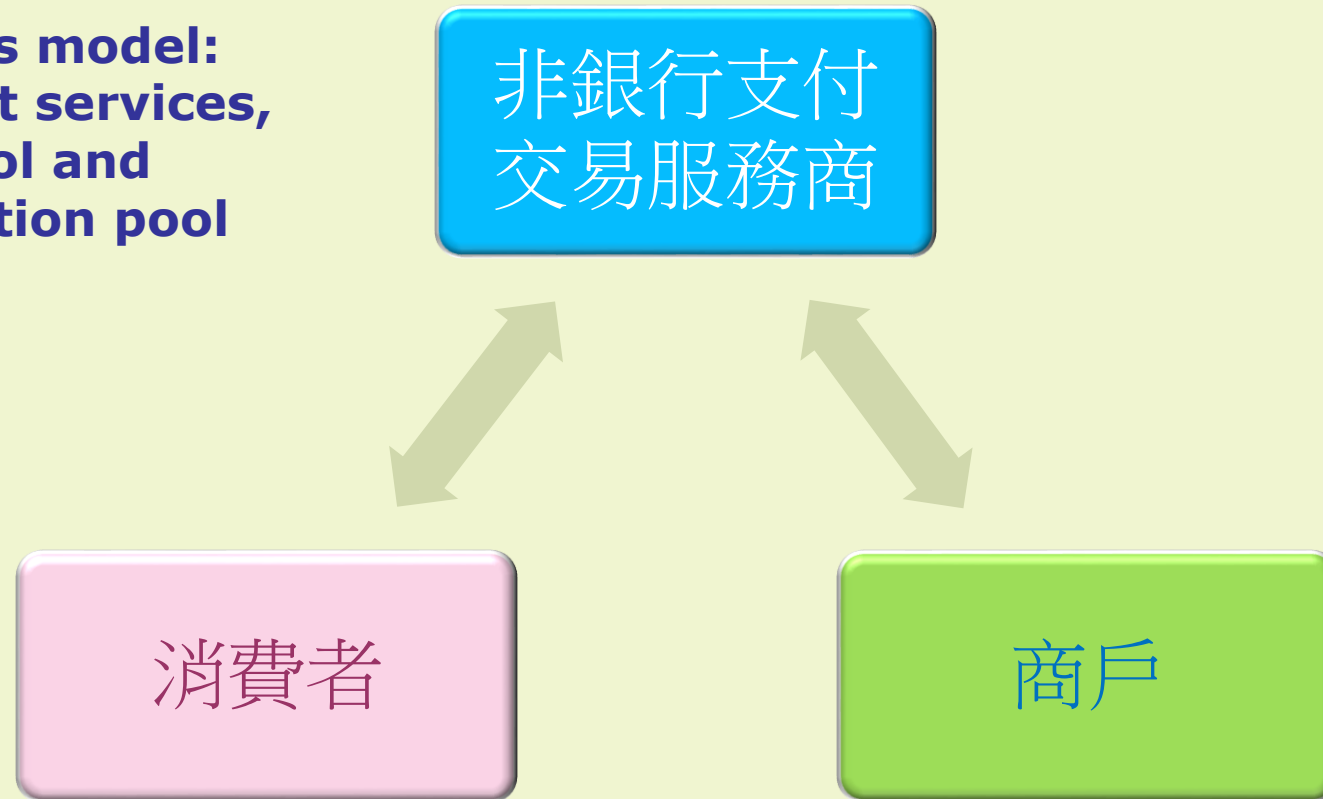 s model:
t services,
ol and
tion pool
非銀行支付
交易服務商
消費者
商戶